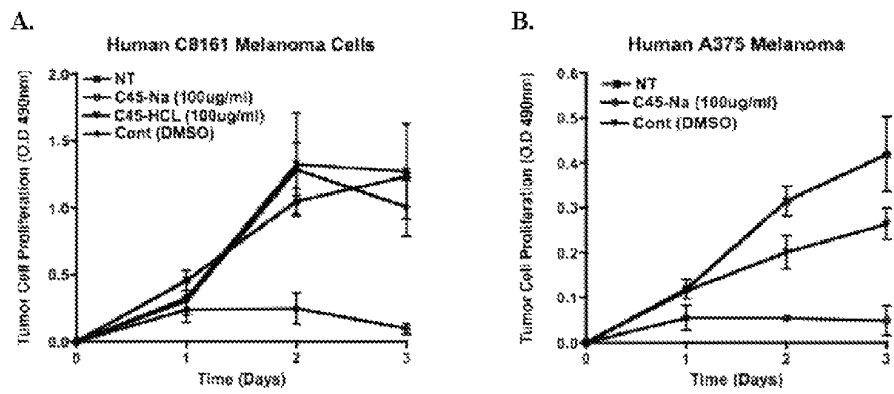 A.
Human C8161 Melanoma Cells
Tumor Cell Proliferation (O.D 490nm)
2.0
1.5
1.0
0.5
0.0
NT
C45-Na (100ug/ml)
C45-HCL (100ug/ml)
Cont (DMSO)
0 1 2 3
Time (Days)
B.
Human A375 Melanoma
Tumor Cell Proliferation (O.D 490nm)
0.6
0.5
0.4
0.3
0.2
0.1
0.0
NT
C45-Na (100ug/ml)
Cont (DMSO)
0 1 2 3
Time (Days)